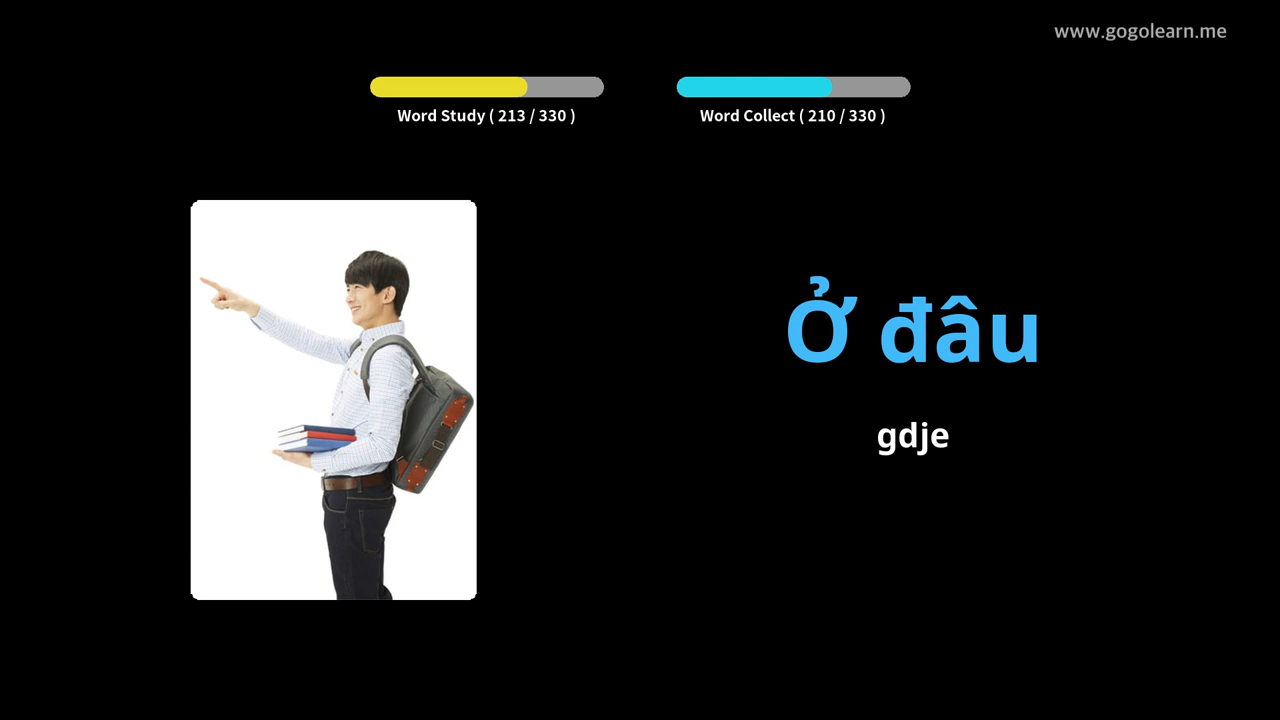 www.gogolearn.me
Word Study ( 213 / 330 )
Word Collect ( 210 / 330 )
Ở đâu
gdje